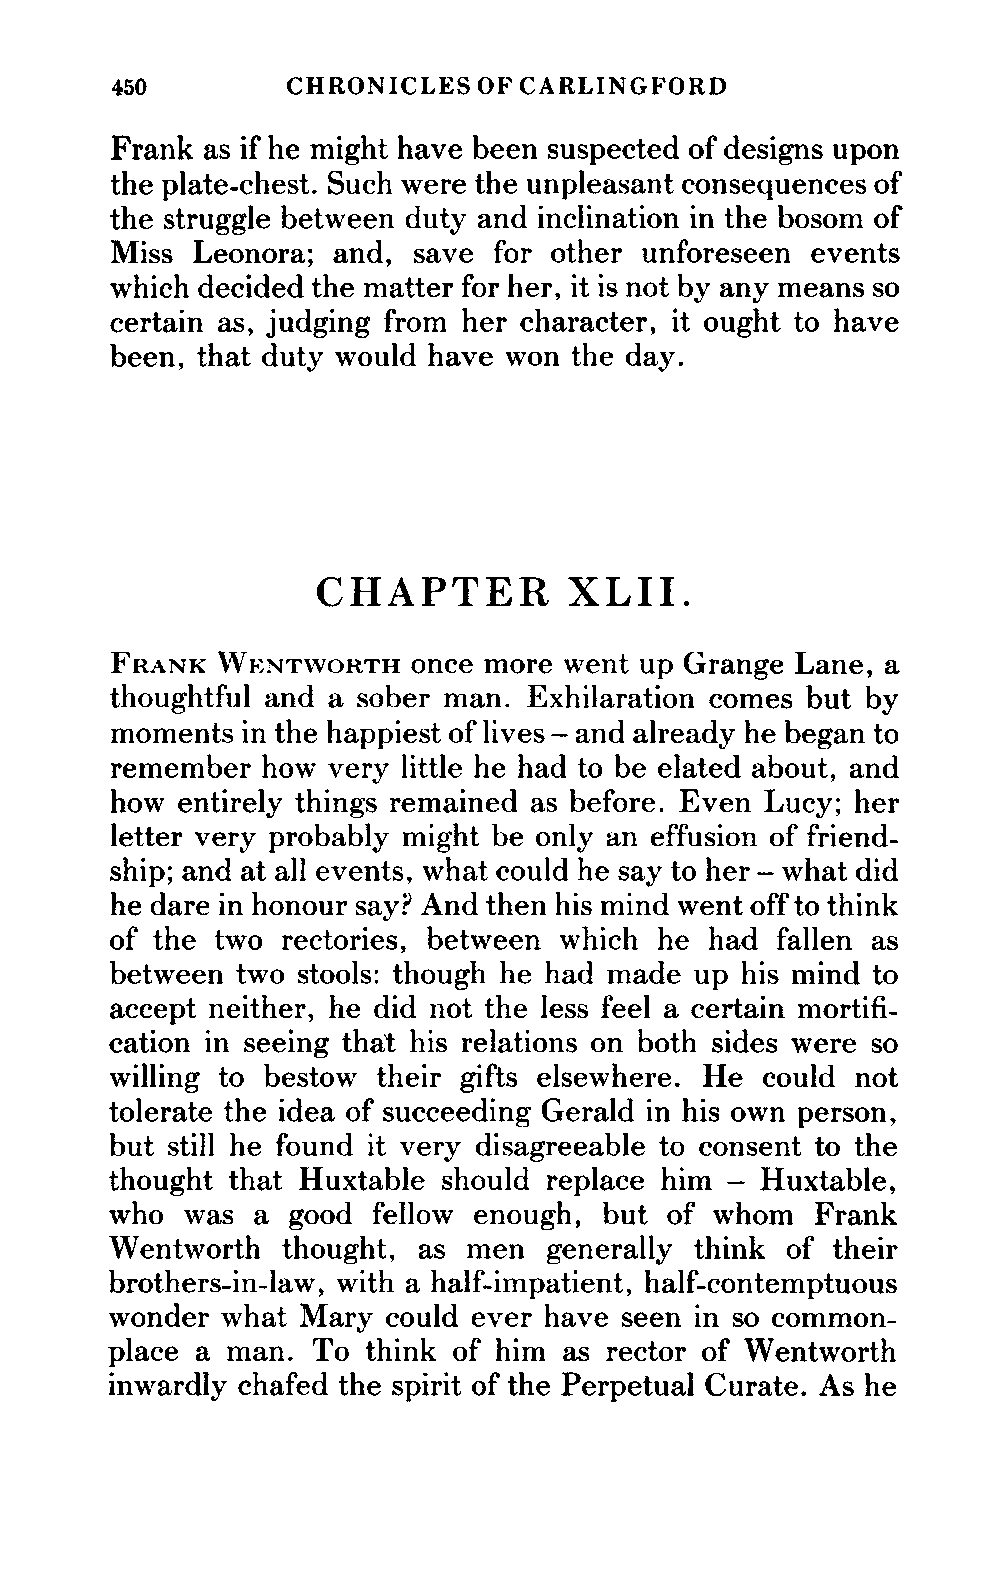 450 CHRONICLES OF CARLINGFORD
Frank as if he might have been suspected of designs upon
the plate-chest. Such were the unpleasant consequences of
the struggle between duty and inclination in the bosom of
Miss Leonora; and, save for other unforeseen events
which decided the matter for her, it is not by any means so
certain as, judging from her character, it ought to have
been, that duty would have won the day.
CHAPTER XLII.
FRANK WENTWORTH once more went up Grange Lane, a
thoughtful and a sober man. Exhilaration comes but by
moments in the happiest of lives – and already he began to
remember how very little he had to be elated about, and
how entirely things remained as before. Even Lucy; her
letter very probably might be only an effusion of friend-
ship; and at all events, what could he say to her – what did
he dare in honour say? And then his mind went off to think
of the two rectories, between which he had fallen as
between two stools: though he had made up his mind to
accept neither, he did not the less feel a certain mortifi-
cation in seeing that his relations on both sides were so
willing to bestow their gifts elsewhere. He could not
tolerate the idea of succeeding Gerald in his own person,
but still he found it very disagreeable to consent to the
thought that Huxtable should replace him – Huxtable,
who was a good fellow enough, but of whom Frank
Wentworth thought, as men generally think of their
brothers-in-law, with a half-impatient, half-contemptuous
wonder what Mary could ever have seen in so common-
place a man. To think of him as rector of Wentworth
inwardly chafed the spirit of the Perpetual Curate. As he